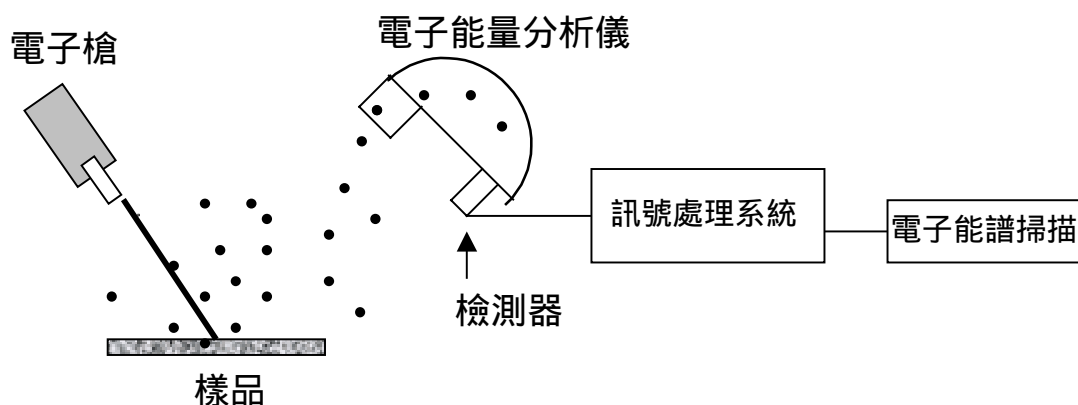 電子能量分析儀
電子槍
訊號處理系統
電子能譜掃描
檢測器
樣品